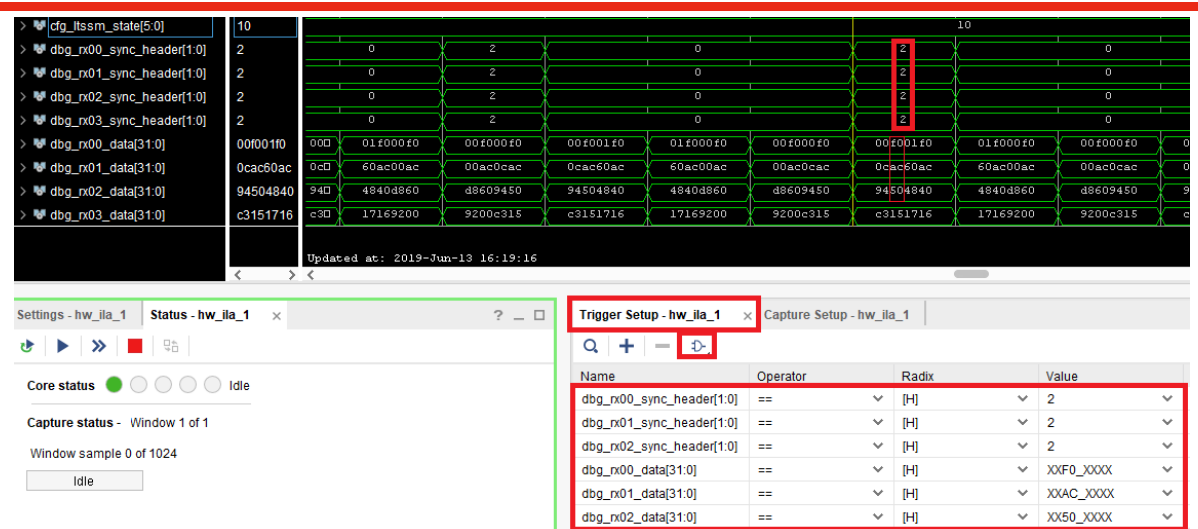 cfg_ltssm_state[5:0] 10 10
dbg_rx00_sync_header[1:0] 2 0 2 0 2 0
dbg_rx01_sync_header[1:0] 2 0 2 0 2 0
dbg_rx02_sync_header[1:0] 2 0 2 0 2 0
dbg_rx03_sync_header[1:0] 2 0 2 0 2 0
dbg_rx00_data[31:0] 00f001f0 00 01f000f0 00f000f0 00f001f0 01f000f0 00f000f0 00f001f0 01f000f0 00f000f0 0
dbg_rx01_data[31:0] 0cac60ac 0c 60ac00ac 00ac0cac 0cac60ac 60ac00ac 00ac0cac 0cac60ac 60ac00ac 00ac0cac 0
dbg_rx02_data[31:0] 94504840 94 4840d860 d8609450 94504840 4840d860 d8609450 94504840 4840d860 d8609450 9
dbg_rx03_data[31:0] c3151716 c3 17169200 9200c315 c3151716 17169200 9200c315 c3151716 17169200 9200c315 c
Updated at: 2019-Jun-13 16:19:16
Settings - hw_ila_1 Status - hw_ila_1 × ? _ □
Trigger Setup - hw_ila_1 × Capture Setup - hw_ila_1
Core status Idle
Capture status - Window 1 of 1
Window sample 0 of 1024
Idle
Name Operator Radix Value
dbg_rx00_sync_header[1:0] == [H] 2
dbg_rx01_sync_header[1:0] == [H] 2
dbg_rx02_sync_header[1:0] == [H] 2
dbg_rx00_data[31:0] == [H] XXF0_XXXX
dbg_rx01_data[31:0] == [H] XXAC_XXXX
dbg_rx02_data[31:0] == [H] XX50_XXXX